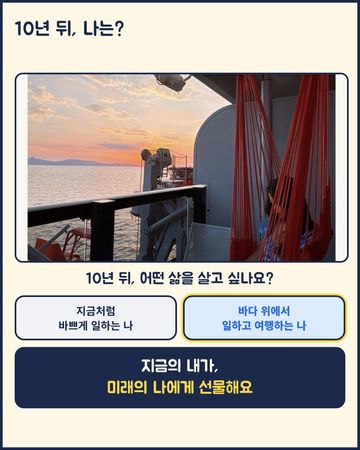 10년 뒤, 나는?
10년 뒤, 어떤 삶을 살고 싶나요?
지금처럼
바쁘게 일하는 나
바다 위에서
일하고 여행하는 나
지금의 내가,
미래의 나에게 선물해요